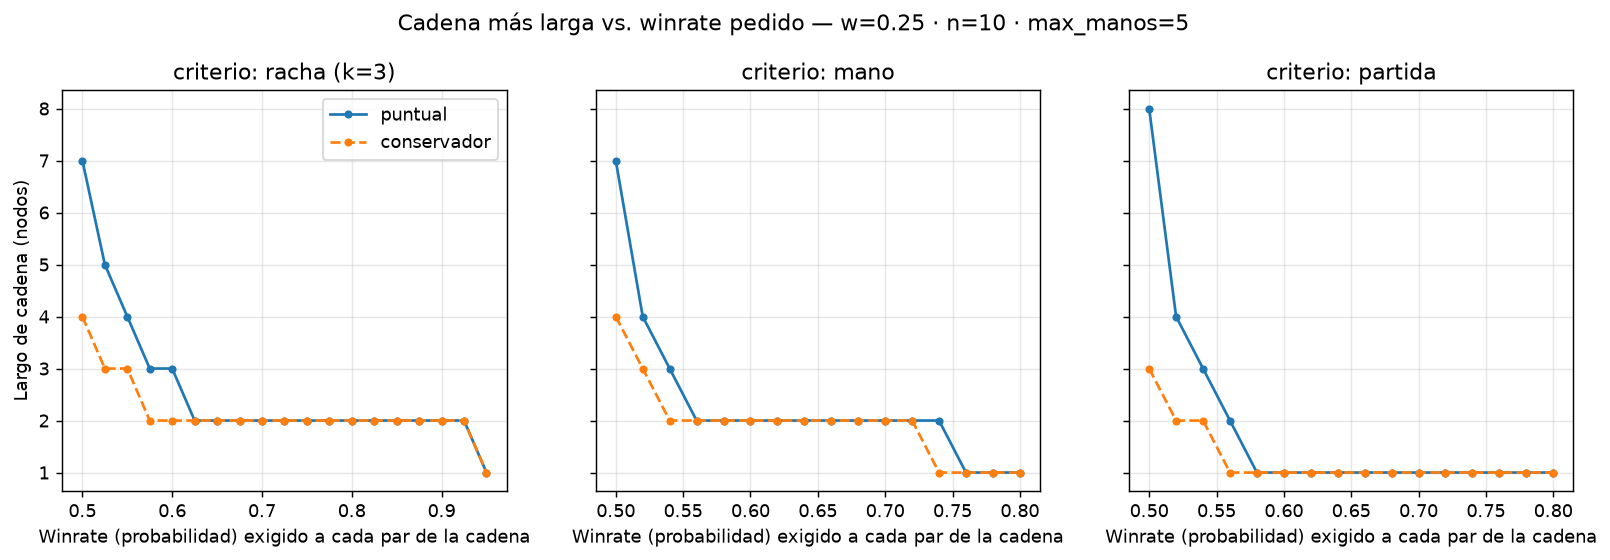 Cadena más larga vs. winrate pedido — w=0.25 · n=10 · max_manos=5
criterio: racha (k=3)
puntual
conservador
Largo de cadena (nodos)
8
7
6
5
4
3
2
1
0.5 0.6 0.7 0.8 0.9
Winrate (probabilidad) exigido a cada par de la cadena
criterio: mano
0.50 0.55 0.60 0.65 0.70 0.75 0.80
Winrate (probabilidad) exigido a cada par de la cadena
criterio: partida
0.50 0.55 0.60 0.65 0.70 0.75 0.80
Winrate (probabilidad) exigido a cada par de la cadena